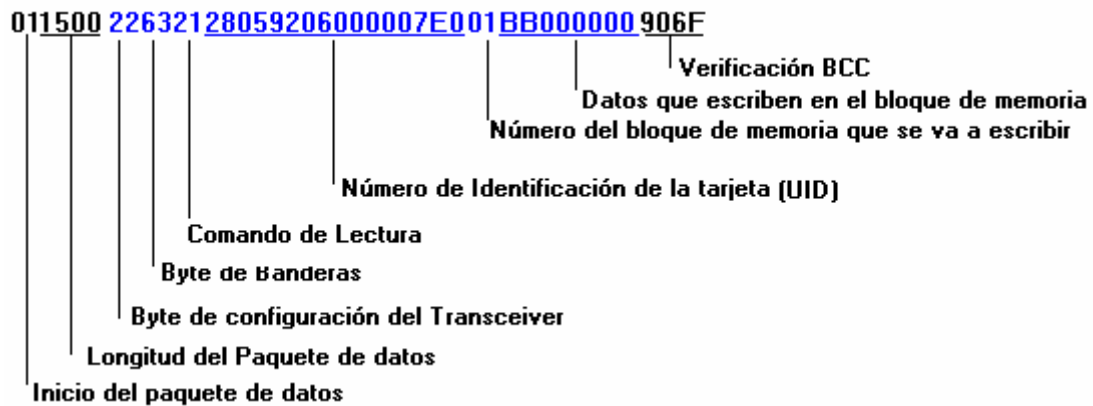 011500 2263212805920600007E001BB000000906F
Verificación BCC
Datos que escriben en el bloque de memoria
Número del bloque de memoria que se va a escribir
Número de Identificación de la tarjeta (UID)
Comando de Lectura
Byte de Banderas
Byte de configuración del Transceiver
Longitud del Paquete de datos
Inicio del paquete de datos